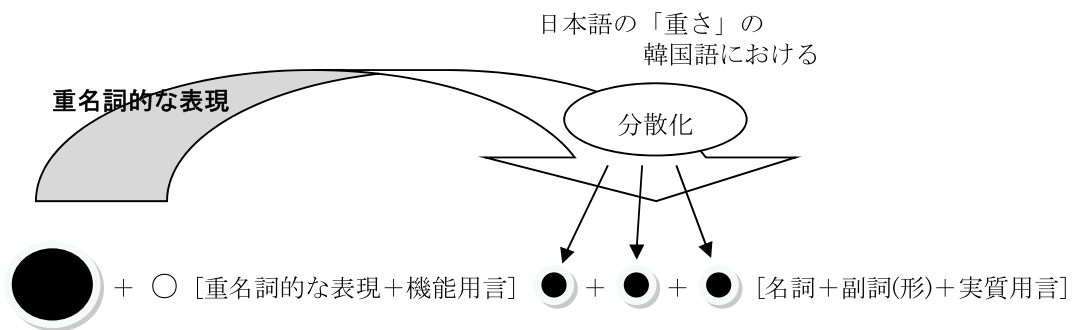 日本語の「重さ」の
韓国語における
重名詞的な表現
分散化
＋ ○ [重名詞的な表現＋機能用言] ＋ ＋ [名詞＋副詞(形)＋実質用言]